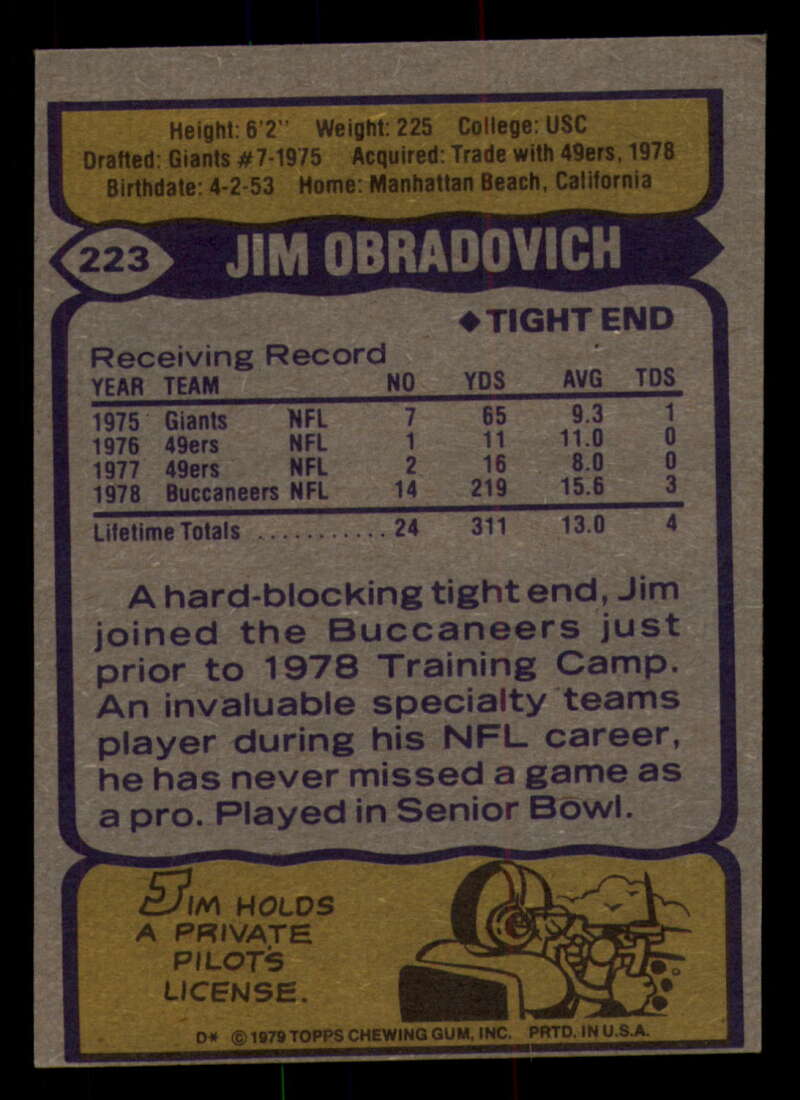 Height: 6'2" Weight: 225 College: USC
Drafted: Giants #7-1975 Acquired: Trade with 49ers, 1978
Birthdate: 4-2-53 Home: Manhattan Beach, California
223 JIM OBRADOVICH
◆TIGHT END
Receiving Record
YEAR TEAM NO YDS AVG TDS
1975 Giants NFL 7 65 9.3 1
1976 49ers NFL 1 11 11.0 0
1977 49ers NFL 2 16 8.0 0
1978 Buccaneers NFL 14 219 15.6 3
Lifetime Totals ........... 24 311 13.0 4
A hard-blocking tight end, Jim
joined the Buccaneers just
prior to 1978 Training Camp.
An invaluable specialty teams
player during his NFL career,
he has never missed a game as
a pro. Played in Senior Bowl.
JIM HOLDS
A PRIVATE
PILOT'S
LICENSE.
D* © 1979 TOPPS CHEWING GUM, INC. PRTD. IN U.S.A.